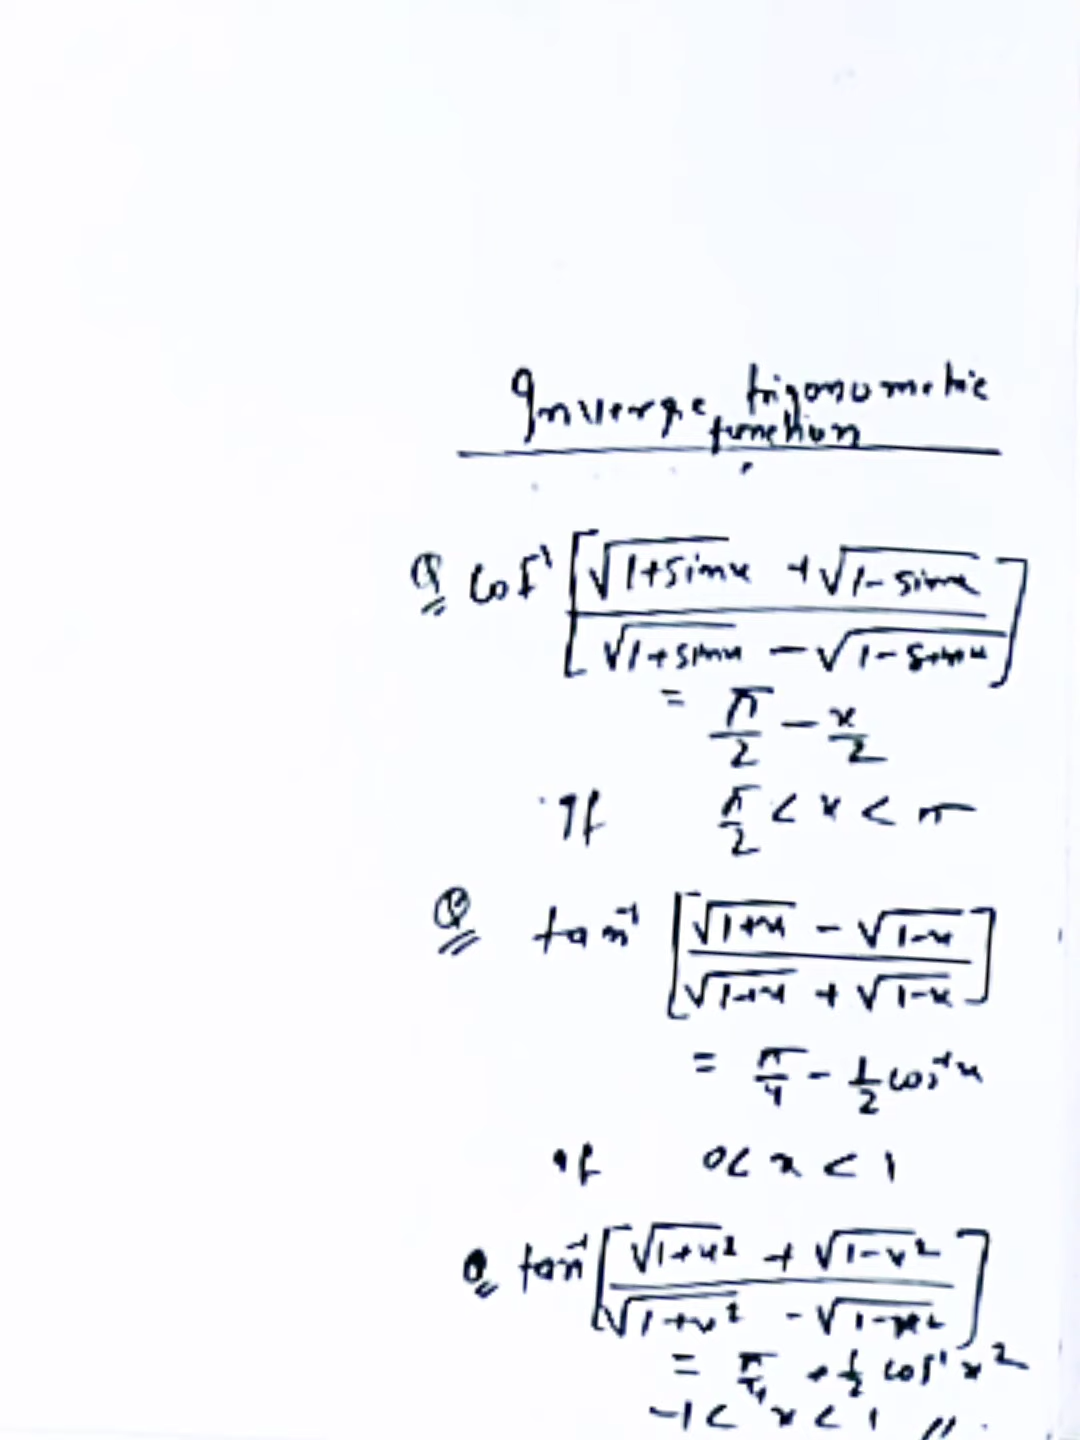 Inverse trigonometric
function
Q cos⁻¹ [ (√(1+sinx) + √(1-sinx)) / (√(1+sinx) - √(1-sinx)) ]
= π/2 - x/2
If π/2 < x < π
Q tan⁻¹ [ (√(1+x) - √(1-x)) / (√(1+x) + √(1-x)) ]
= π/4 - 1/2 cos⁻¹x
If 0 < x < 1
Q tan⁻¹ [ (√(1+x²) + √(1-x²)) / (√(1+x²) - √(1-x²)) ]
= π/4 + 1/2 cos⁻¹x²
-1 < x < 1 //.